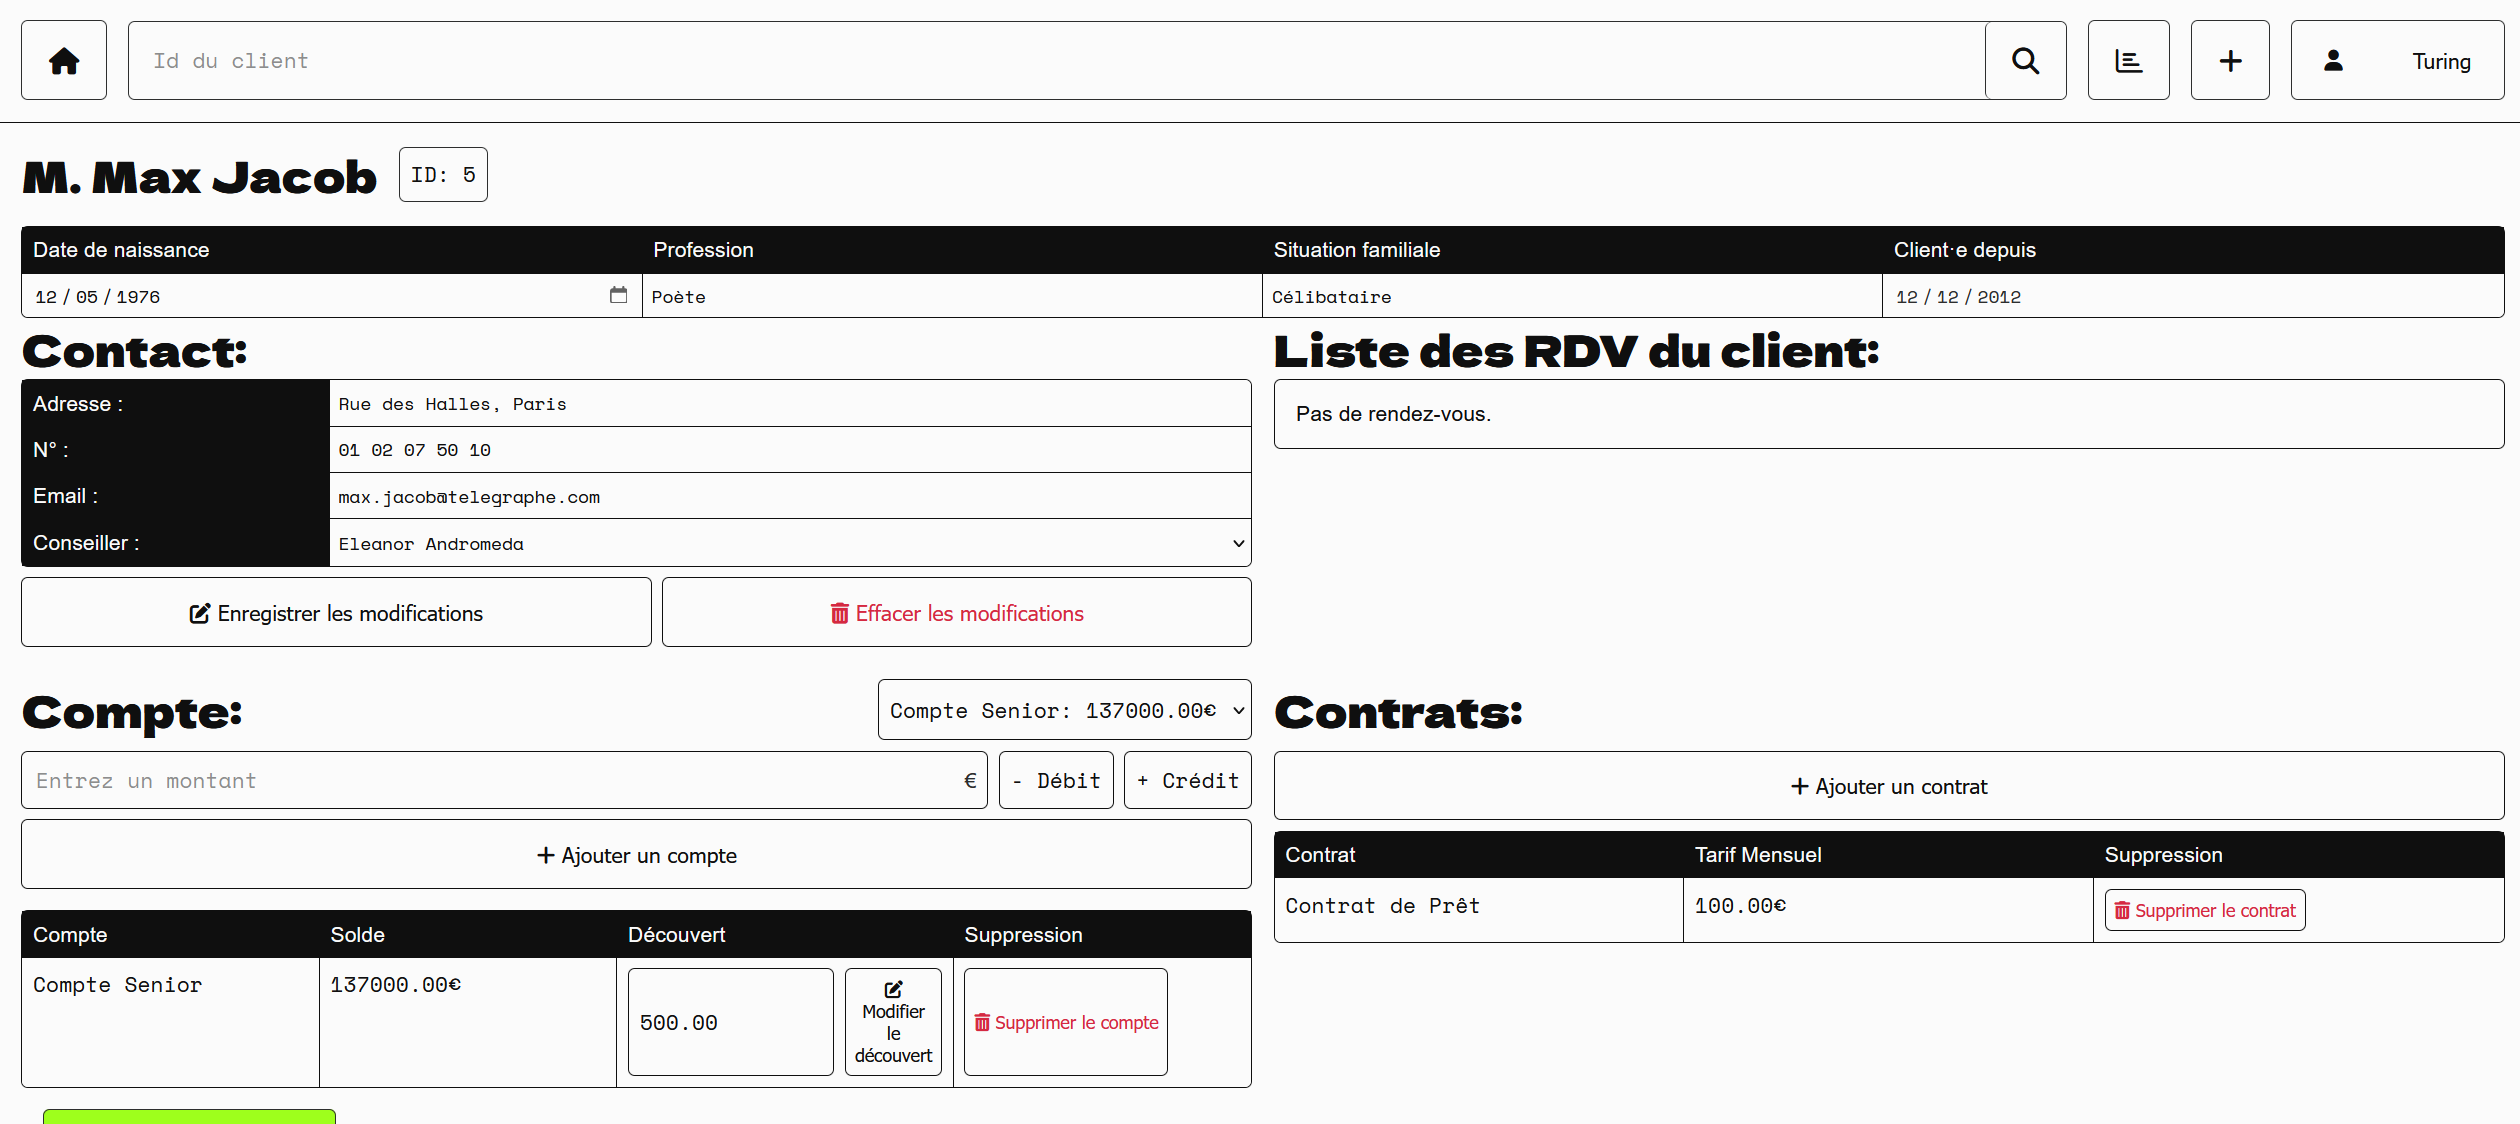 Id du client
Turing
M. Max Jacob
ID: 5
Date de naissance Profession Situation familiale Client·e depuis
12 / 05 / 1976 Poète Célibataire 12 / 12 / 2012
Contact:
Adresse : Rue des Halles, Paris
N° : 01 02 07 50 10
Email : max.jacob@telegraphe.com
Conseiller : Eleanor Andromeda
Enregistrer les modifications Effacer les modifications
Liste des RDV du client:
Pas de rendez-vous.
Compte:
Compte Senior: 137000.00€
Entrez un montant €
- Débit
+ Crédit
+ Ajouter un compte
Compte Solde Découvert Suppression
Compte Senior 137000.00€ 500.00
Modifier
le
découvert
Supprimer le compte
Contrats:
+ Ajouter un contrat
Contrat Tarif Mensuel Suppression
Contrat de Prêt 100.00€ Supprimer le contrat